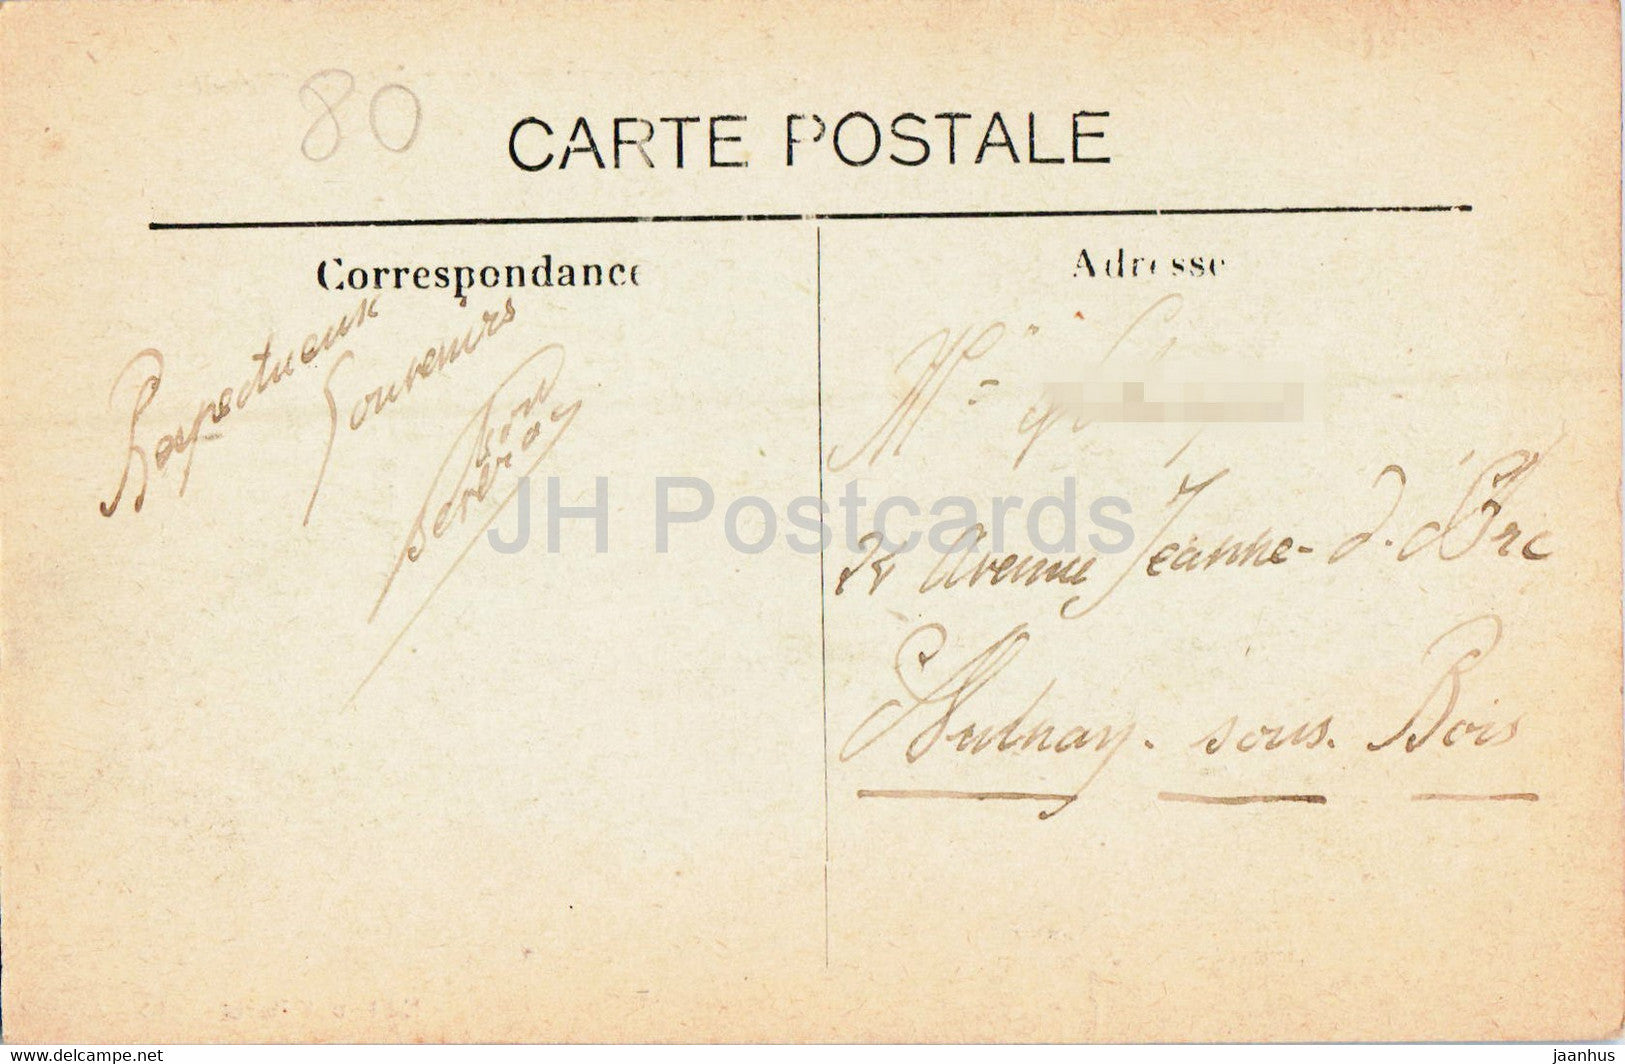 80
CARTE POSTALE
Correspondance
Adresse
Respectueux
Souvenirs
M
24 Avenue Jeanne-d.d'Arc
Aulnay. sous. Bois
JH Postcards
www.delcampe.net
jaanhus